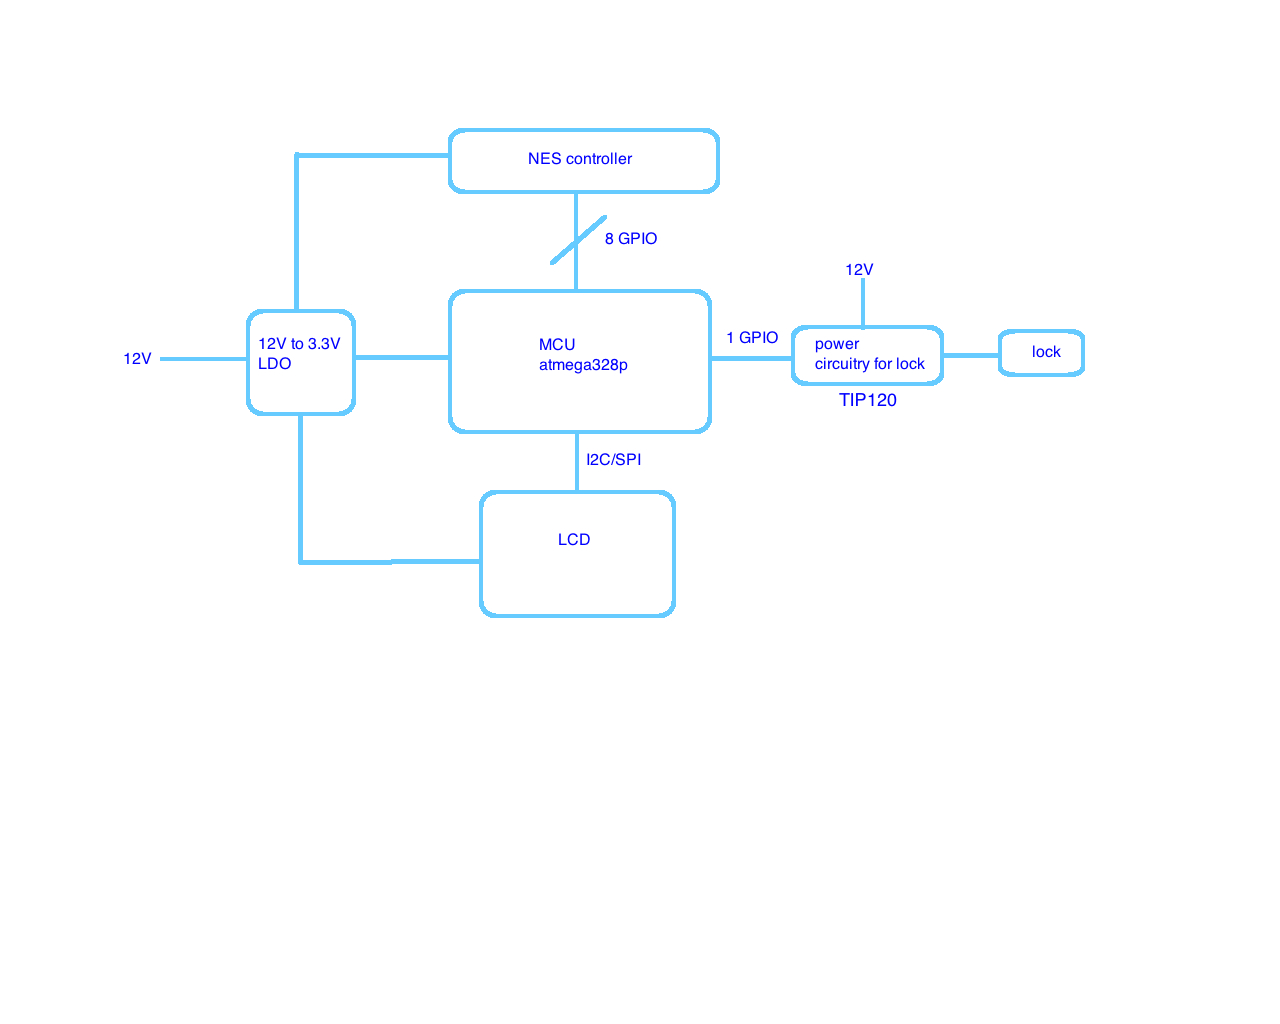 NES controller
8 GPIO
12V
12V to 3.3V
LDO
12V
MCU
atmega328p
1 GPIO
power
circuitry for lock
TIP120
lock
I2C/SPI
LCD